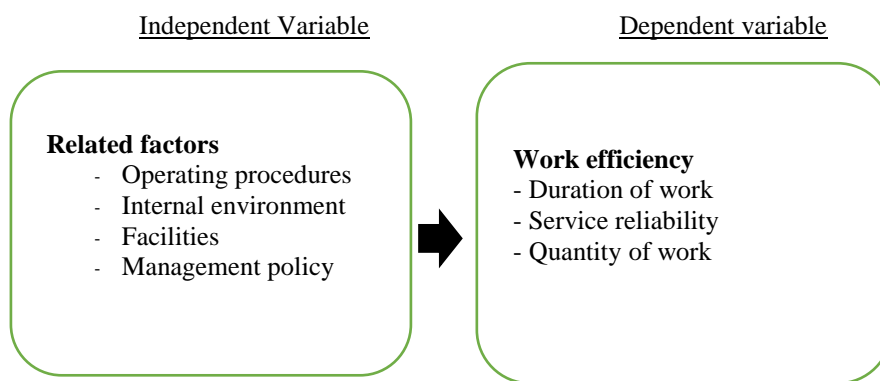 Independent Variable
Dependent variable
Related factors
- Operating procedures
- Internal environment
- Facilities
- Management policy
Work efficiency
- Duration of work
- Service reliability
- Quantity of work